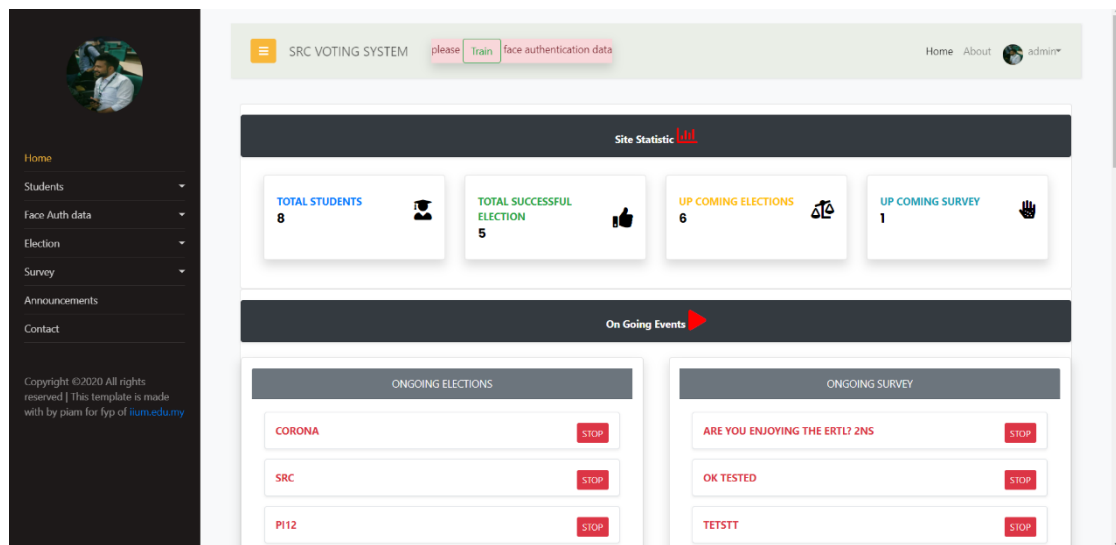 SRC VOTING SYSTEM
please Train face authentication data
Home About admin
Home
Students
Face Auth data
Election
Survey
Announcements
Contact
Copyright ©2020 All rights
reserved | This template is made
with by piam for fyp of iium.edu.my
Site Statistic
TOTAL STUDENTS
8
TOTAL SUCCESSFUL
ELECTION
5
UP COMING ELECTIONS
6
UP COMING SURVEY
1
On Going Events
ONGOING ELECTIONS
CORONA STOP
SRC STOP
PI12 STOP
ONGOING SURVEY
ARE YOU ENJOYING THE ERTL? 2NS STOP
OK TESTED STOP
TETSTT STOP